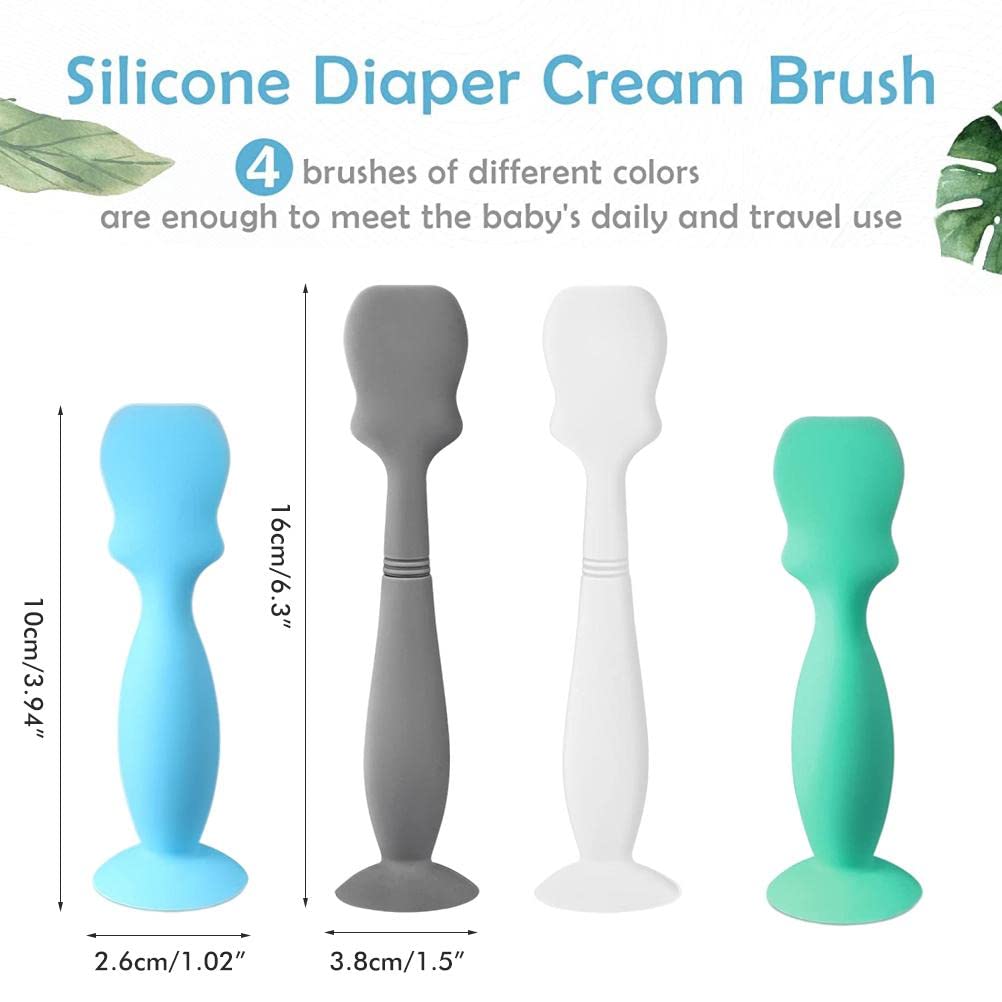 Silicone Diaper Cream Brush
4 brushes of different colors
are enough to meet the baby's daily and travel use
10cm/3.94"
16cm/6.3"
2.6cm/1.02"
3.8cm/1.5"